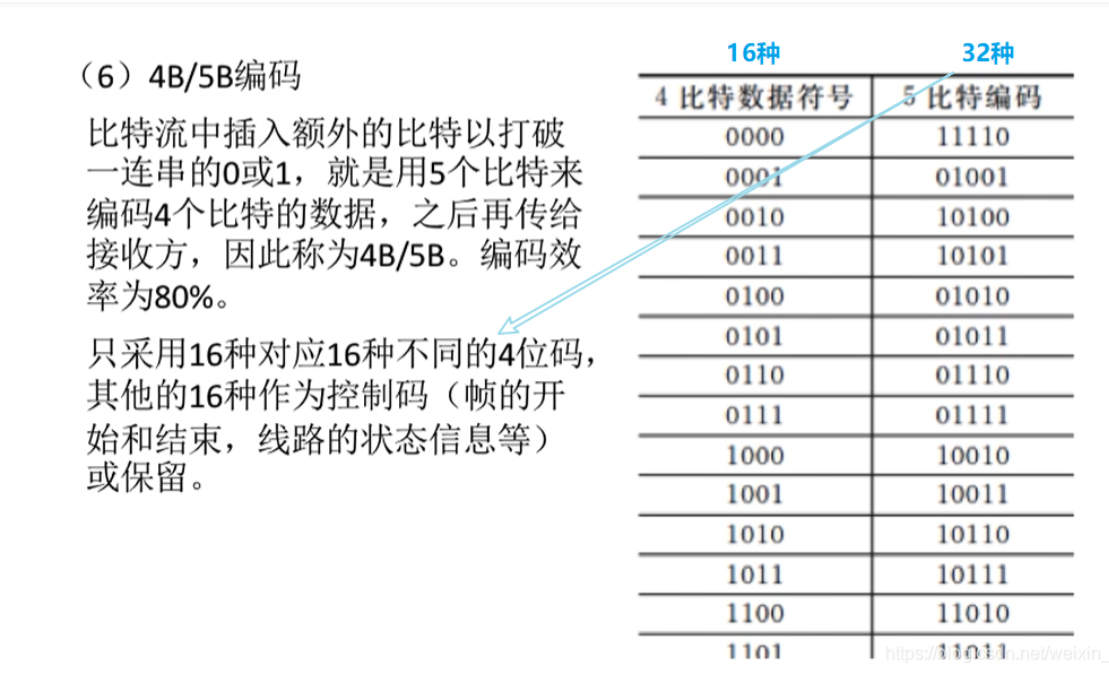 （6）4B/5B编码
比特流中插入额外的比特以打破
一连串的0或1，就是用5个比特来
编码4个比特的数据，之后再传给
接收方，因此称为4B/5B。编码效
率为80%。
只采用16种对应16种不同的4位码，
其他的16种作为控制码（帧的开
始和结束，线路的状态信息等）
或保留。
16种 32种
4 比特数据符号 5 比特编码
0000 11110
0001 01001
0010 10100
0011 10101
0100 01010
0101 01011
0110 01110
0111 01111
1000 10010
1001 10011
1010 10110
1011 10111
1100 11010
1101 11011
https://blog.csdn.net/weixin_